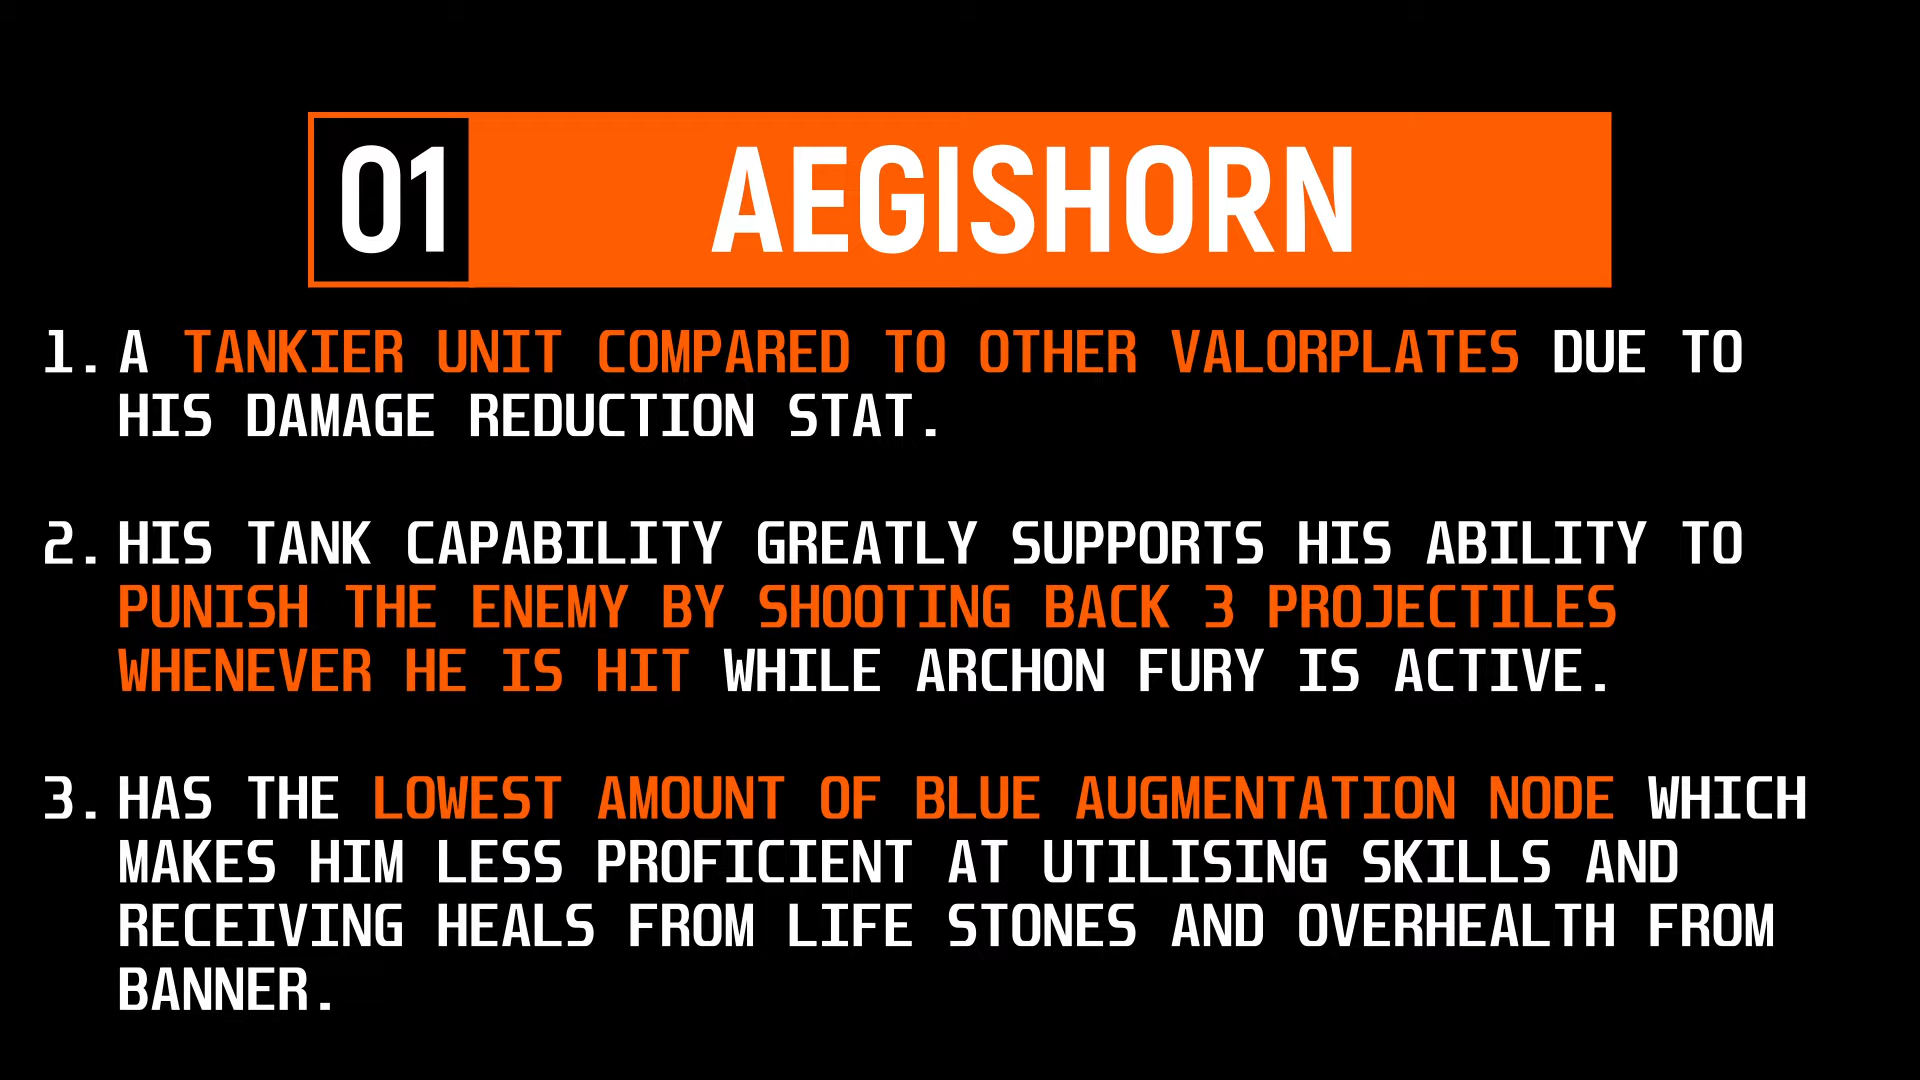 01 AEGISHORN
1. A TANKIER UNIT COMPARED TO OTHER VALORPLATES DUE TO
HIS DAMAGE REDUCTION STAT.
2. HIS TANK CAPABILITY GREATLY SUPPORTS HIS ABILITY TO
PUNISH THE ENEMY BY SHOOTING BACK 3 PROJECTILES
WHENEVER HE IS HIT WHILE ARCHON FURY IS ACTIVE.
3. HAS THE LOWEST AMOUNT OF BLUE AUGMENTATION NODE WHICH
MAKES HIM LESS PROFICIENT AT UTILISING SKILLS AND
RECEIVING HEALS FROM LIFE STONES AND OVERHEALTH FROM
BANNER.